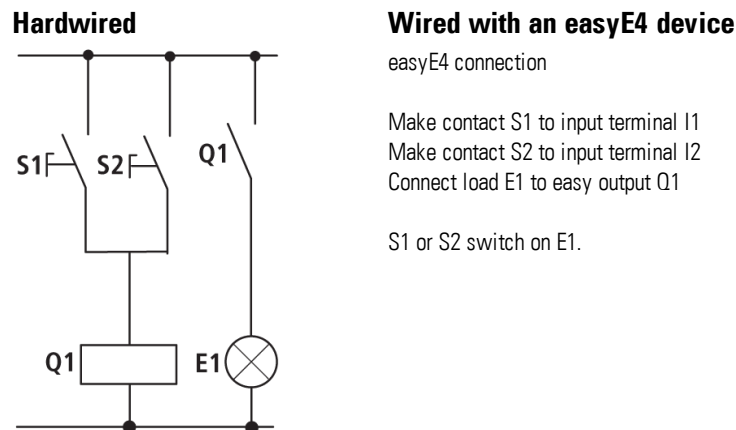 Hardwired
S1
S2
Q1
Q1
E1
Wired with an easyE4 device
easyE4 connection
Make contact S1 to input terminal I1
Make contact S2 to input terminal I2
Connect load E1 to easy output Q1
S1 or S2 switch on E1.